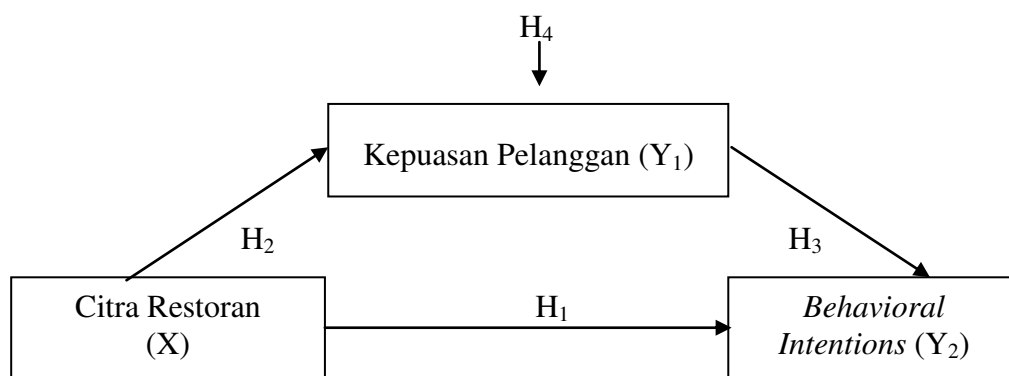 H₄
Kepuasan Pelanggan (Y₁)
H₂
H₃
Citra Restoran
(X)
H₁
Behavioral
Intentions (Y₂)